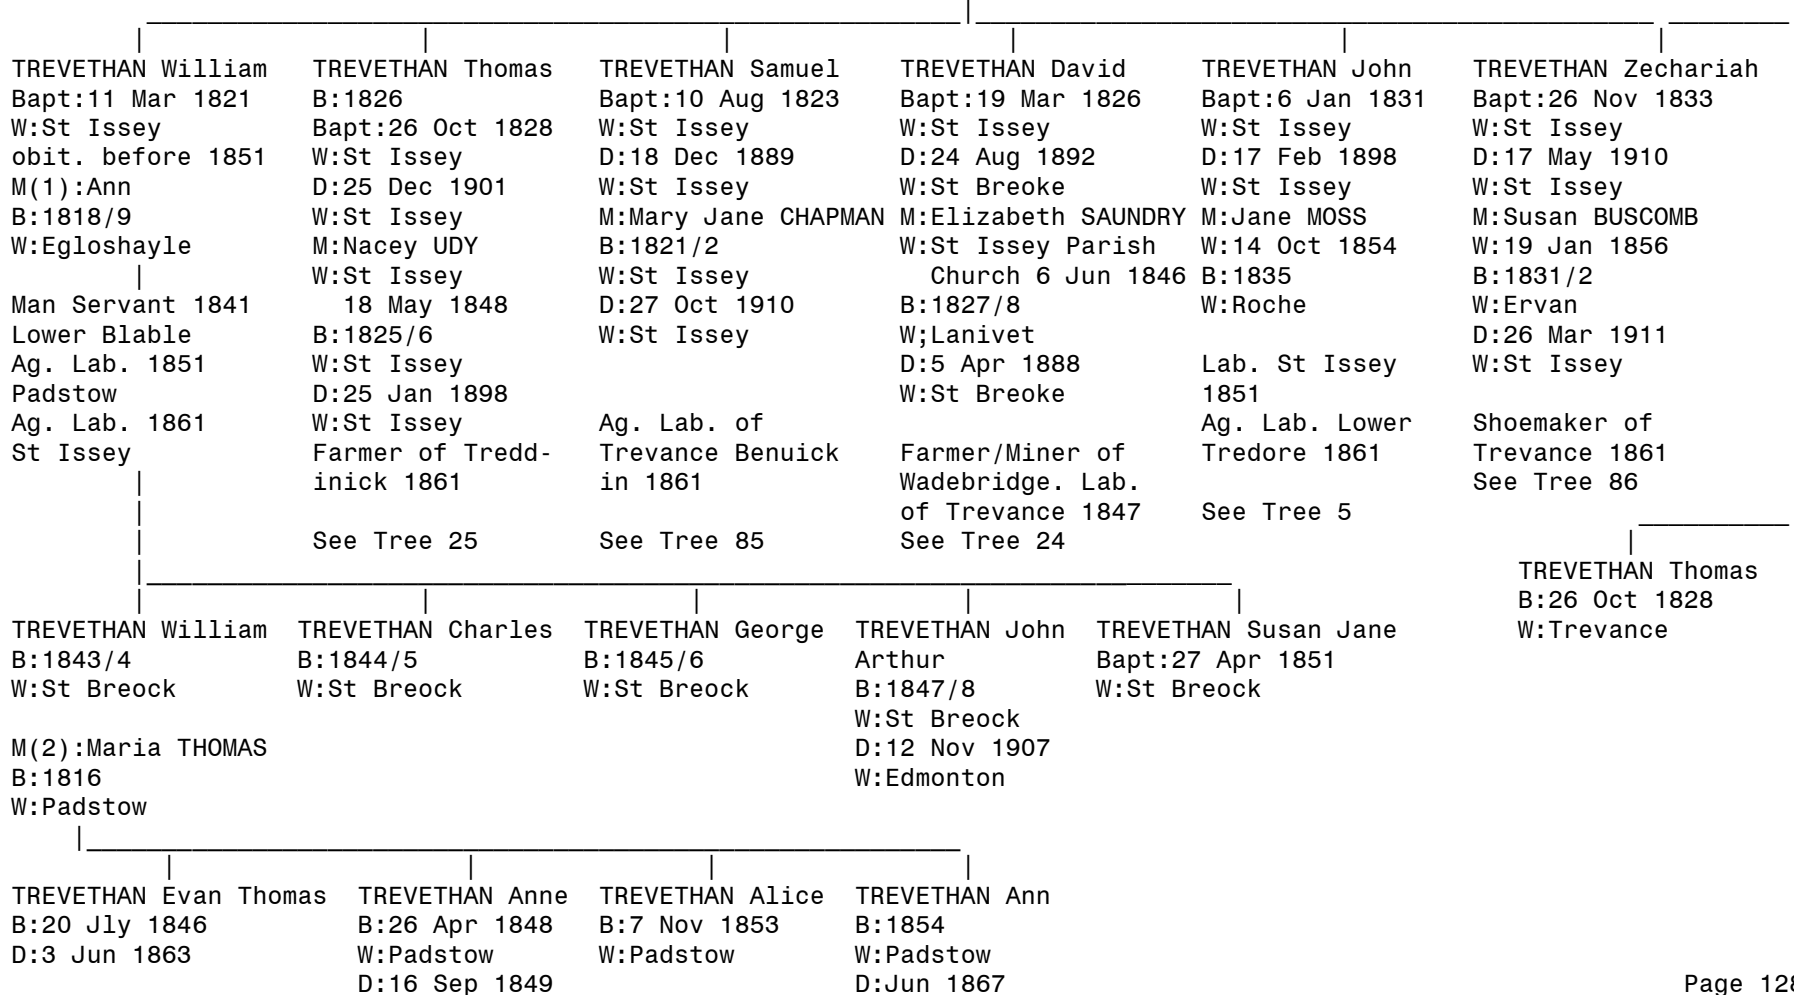 TREVETHAN William TREVETHAN Thomas TREVETHAN Samuel TREVETHAN David TREVETHAN John TREVETHAN Zechariah
Bapt:11 Mar 1821 B:1826 Bapt:10 Aug 1823 Bapt:19 Mar 1826 Bapt:6 Jan 1831 Bapt:26 Nov 1833
W:St Issey Bapt:26 Oct 1828 W:St Issey W:St Issey W:St Issey W:St Issey
obit. before 1851 W:St Issey D:18 Dec 1889 D:24 Aug 1892 D:17 Feb 1898 D:17 May 1910
M(1):Ann D:25 Dec 1901 W:St Issey W:St Breoke W:St Issey W:St Issey
B:1818/9 W:St Issey M:Mary Jane CHAPMAN M:Elizabeth SAUNDRY M:Jane MOSS M:Susan BUSCOMB
W:Egloshayle M:Nacey UDY B:1821/2 W:St Issey Parish W:14 Oct 1854 W:19 Jan 1856
W:St Issey W:St Issey Church 6 Jun 1846 B:1835 B:1831/2
Man Servant 1841 18 May 1848 D:27 Oct 1910 B:1827/8 W:Roche W:Ervan
Lower Blable B:1825/6 W:St Issey W;Lanivet D:26 Mar 1911
Ag. Lab. 1851 W:St Issey D:5 Apr 1888 Lab. St Issey W:St Issey
Padstow D:25 Jan 1898 W:St Breoke 1851
Ag. Lab. 1861 W:St Issey Ag. Lab. of Ag. Lab. Lower Shoemaker of
St Issey Farmer of Tredd- Trevance Benuick Farmer/Miner of Tredore 1861 Trevance 1861
inick 1861 in 1861 Wadebridge. Lab. See Tree 86
of Trevance 1847 See Tree 5
See Tree 25 See Tree 85 See Tree 24
TREVETHAN Thomas
B:26 Oct 1828
TREVETHAN William TREVETHAN Charles TREVETHAN George TREVETHAN John TREVETHAN Susan Jane W:Trevance
B:1843/4 B:1844/5 B:1845/6 Arthur Bapt:27 Apr 1851
W:St Breock W:St Breock W:St Breock B:1847/8 W:St Breock
W:St Breock
M(2):Maria THOMAS D:12 Nov 1907
B:1816 W:Edmonton
W:Padstow
TREVETHAN Evan Thomas TREVETHAN Anne TREVETHAN Alice TREVETHAN Ann
B:20 Jly 1846 B:26 Apr 1848 B:7 Nov 1853 B:1854
D:3 Jun 1863 W:Padstow W:Padstow W:Padstow
D:16 Sep 1849 D:Jun 1867 Page 128